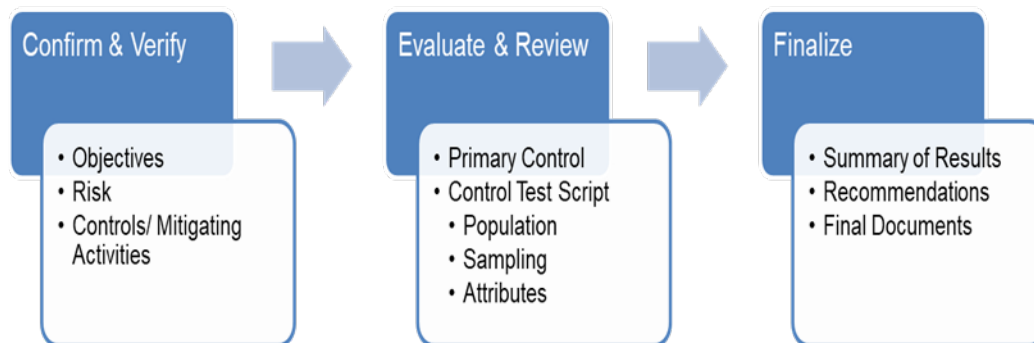 Confirm & Verify
• Objectives
• Risk
• Controls/ Mitigating
Activities
Evaluate & Review
• Primary Control
• Control Test Script
• Population
• Sampling
• Attributes
Finalize
• Summary of Results
• Recommendations
• Final Documents